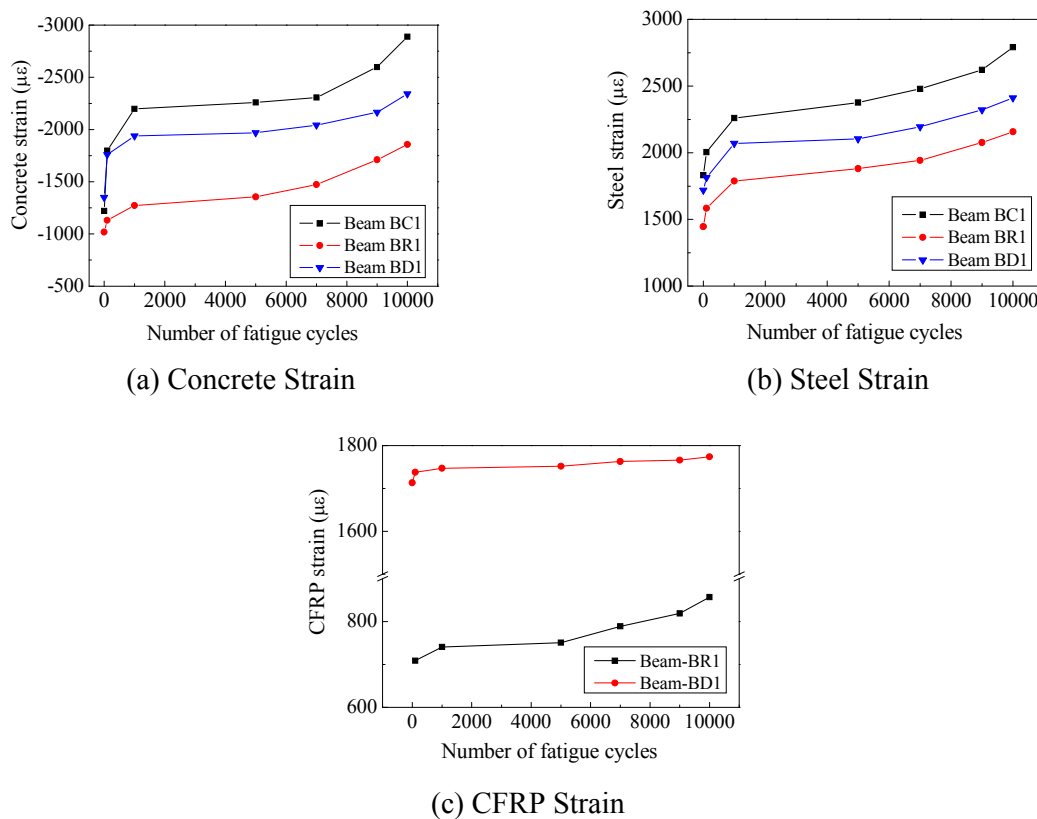 -3000
-2500
-2000
-1500
-1000
-500
Concrete strain (με)
Beam BC1
Beam BR1
Beam BD1
0 2000 4000 6000 8000 10000
Number of fatigue cycles
(a) Concrete Strain
3000
2500
2000
1500
1000
Steel strain (με)
Beam BC1
Beam BR1
Beam BD1
0 2000 4000 6000 8000 10000
Number of fatigue cycles
(b) Steel Strain
1800
1600
800
600
CFRP strain (με)
Beam-BR1
Beam-BD1
0 2000 4000 6000 8000 10000
Number of fatigue cycles
(c) CFRP Strain